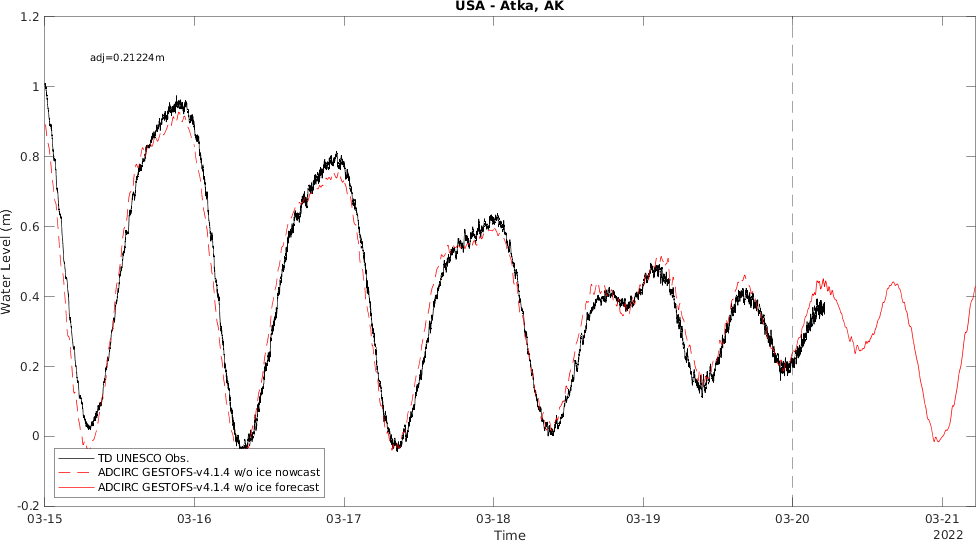 USA - Atka, AK
1.2
adj=0.21224m
1
0.8
0.6
Water Level (m)
0.4
0.2
0
-0.2
TD UNESCO Obs.
ADCIRC GESTOFS-v4.1.4 w/o ice nowcast
ADCIRC GESTOFS-v4.1.4 w/o ice forecast
03-15 03-16 03-17 03-18 03-19 03-20 03-21
Time
2022